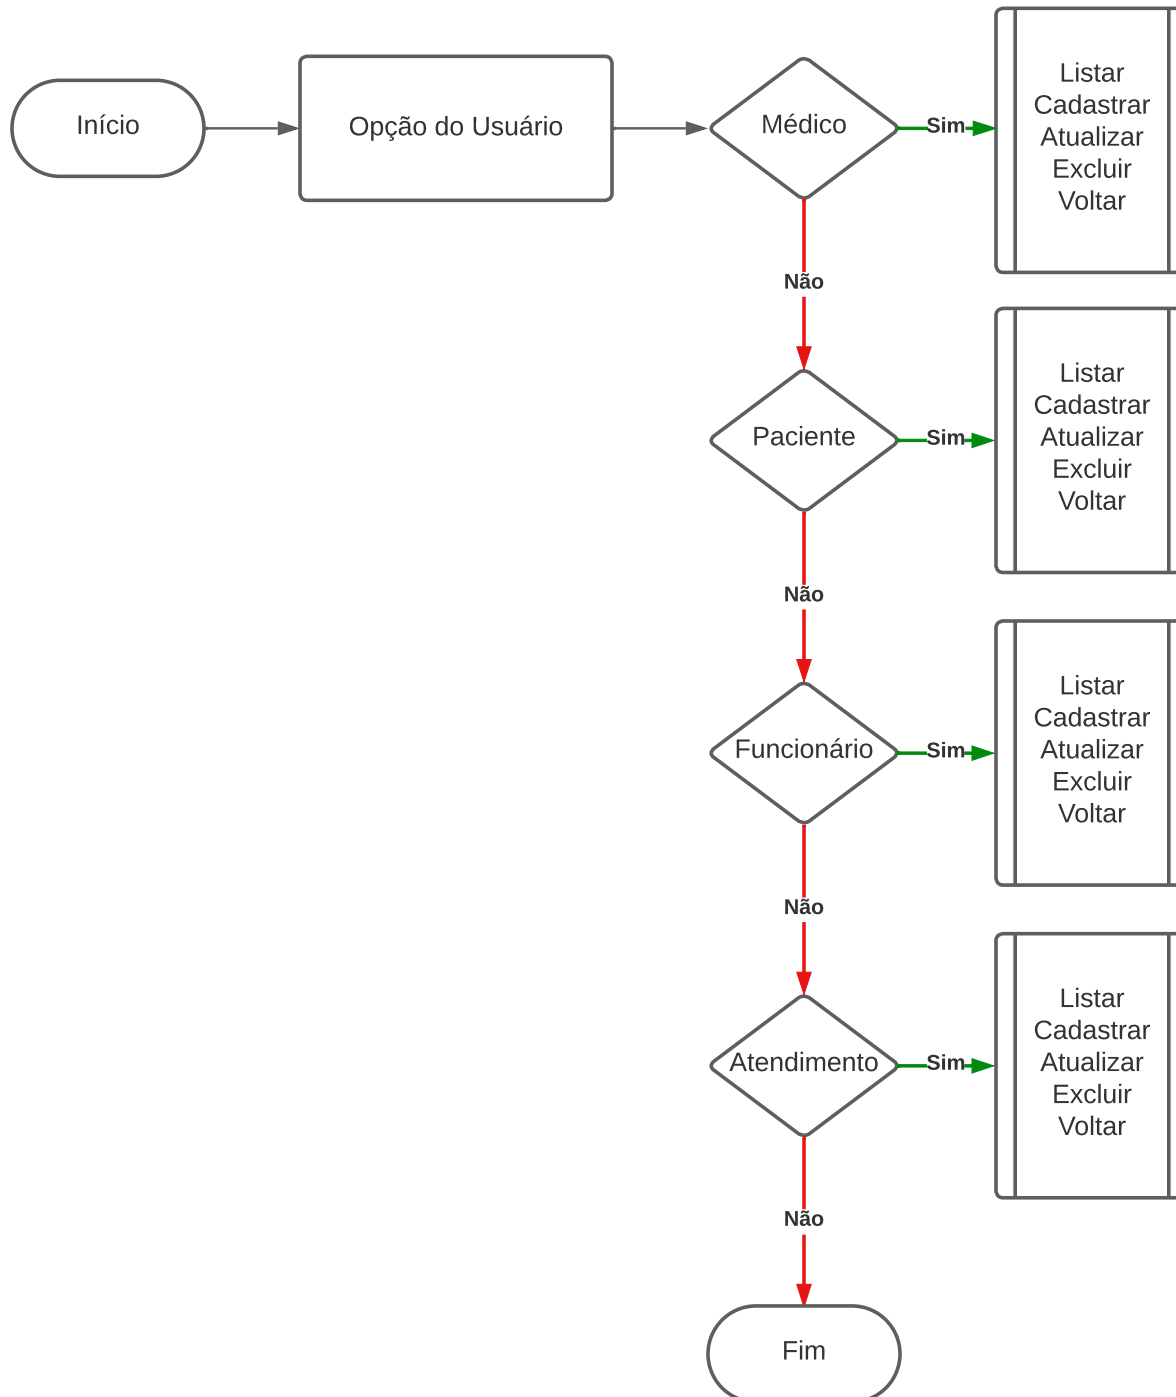 Início
Opção do Usuário
Médico
Sim
Listar
Cadastrar
Atualizar
Excluir
Voltar
Não
Paciente
Sim
Listar
Cadastrar
Atualizar
Excluir
Voltar
Não
Funcionário
Sim
Listar
Cadastrar
Atualizar
Excluir
Voltar
Não
Atendimento
Sim
Listar
Cadastrar
Atualizar
Excluir
Voltar
Não
Fim